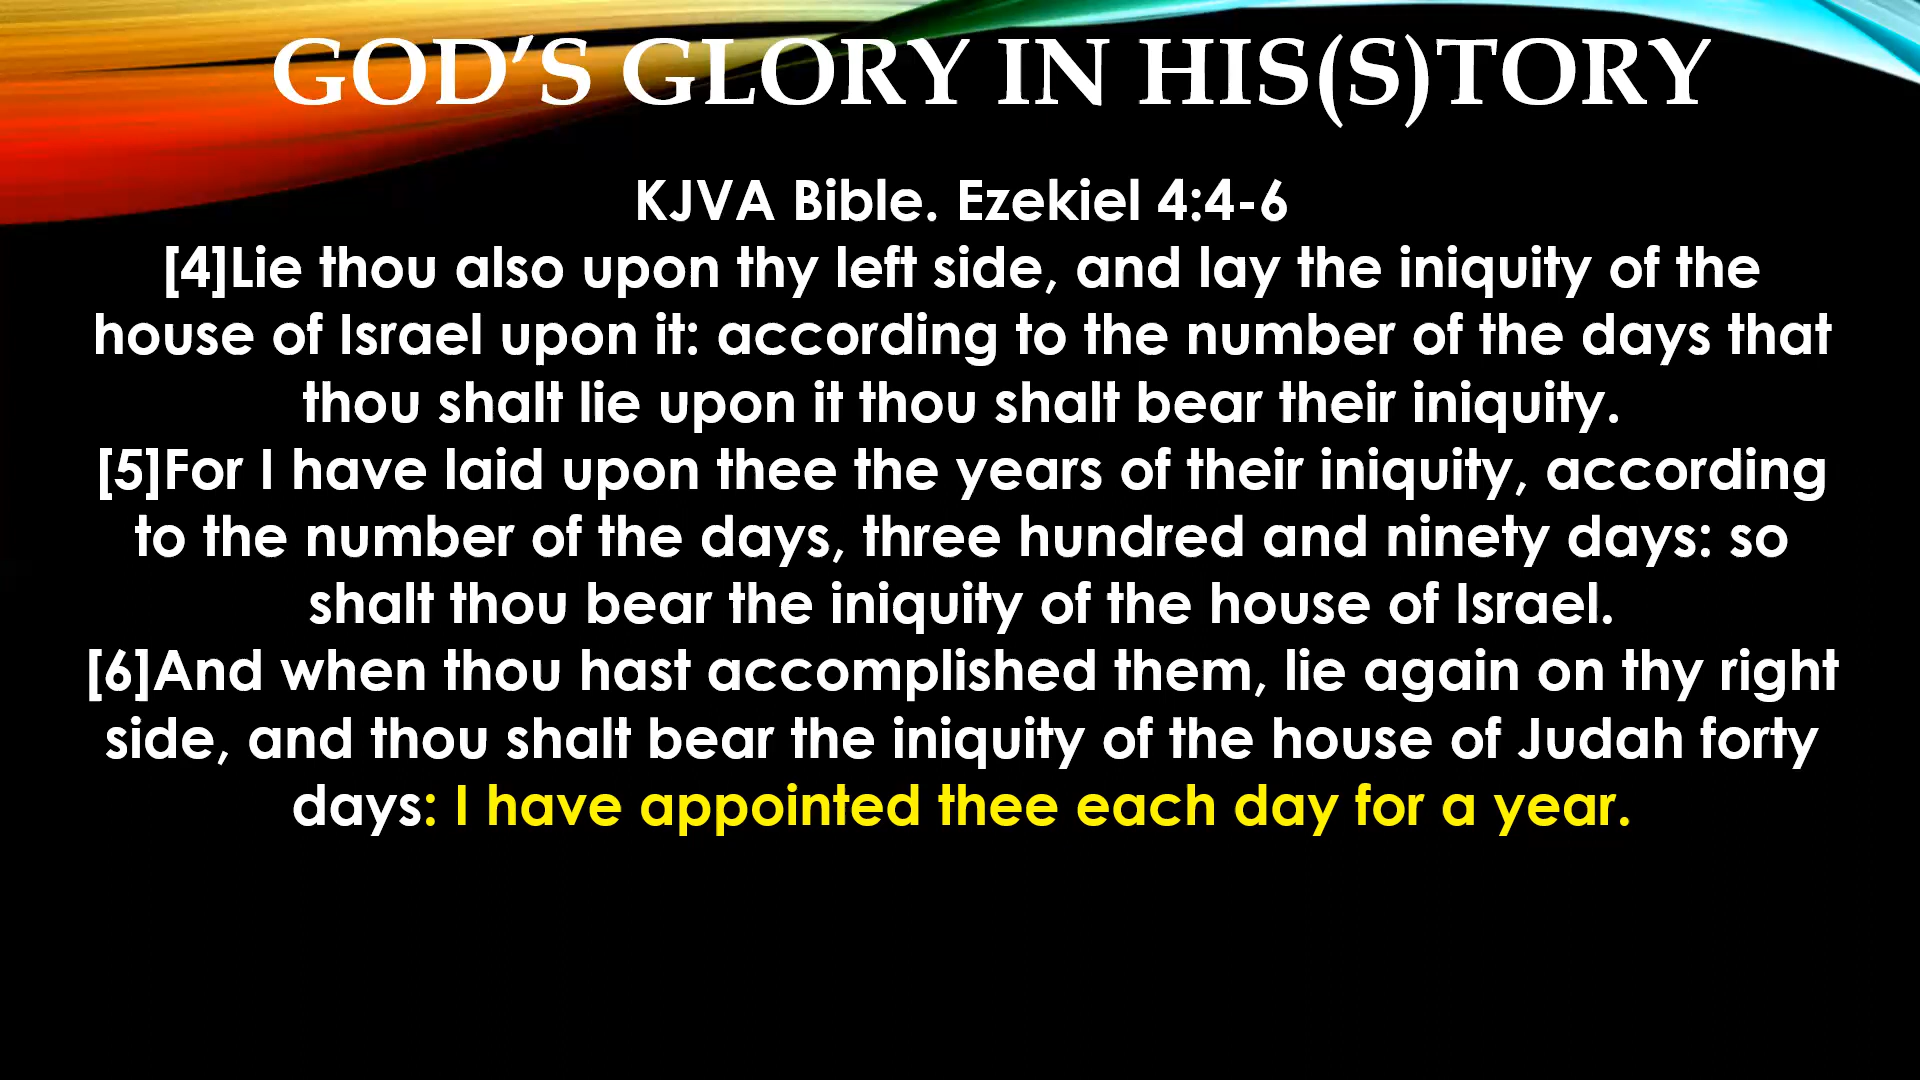 GOD’S GLORY IN HIS(S)TORY
KJVA Bible. Ezekiel 4:4-6
[4]Lie thou also upon thy left side, and lay the iniquity of the
house of Israel upon it: according to the number of the days that
thou shalt lie upon it thou shalt bear their iniquity.
[5]For I have laid upon thee the years of their iniquity, according
to the number of the days, three hundred and ninety days: so
shalt thou bear the iniquity of the house of Israel.
[6]And when thou hast accomplished them, lie again on thy right
side, and thou shalt bear the iniquity of the house of Judah forty
days: I have appointed thee each day for a year.